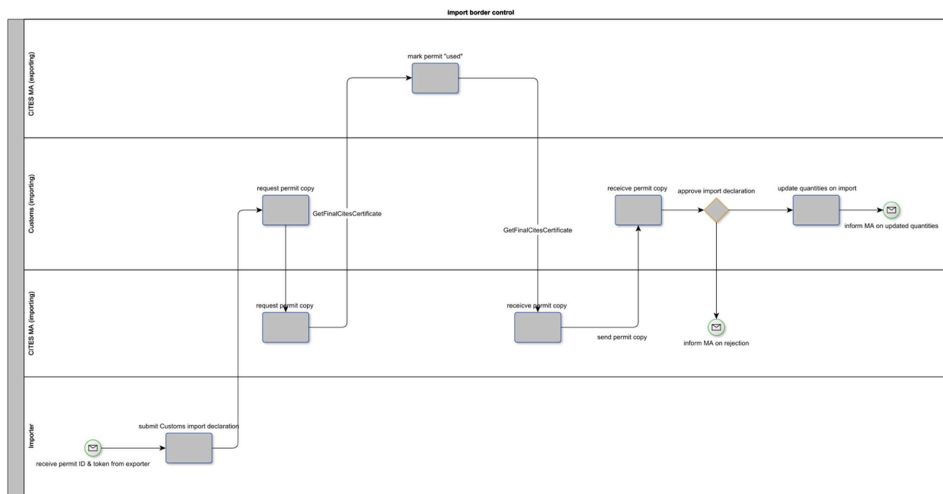 import border control
CITES MA (exporting)
mark permit "used"
Customs (importing)
request permit copy
GetFinalCitesCertificate
GetFinalCitesCertificate
receicve permit copy
approve import declaration
update quantities on import
inform MA on updated quantities
CITES MA (importing)
request permit copy
receicve permit copy
send permit copy
inform MA on rejection
Importer
submit Customs import declaration
receive permit ID & token from exporter